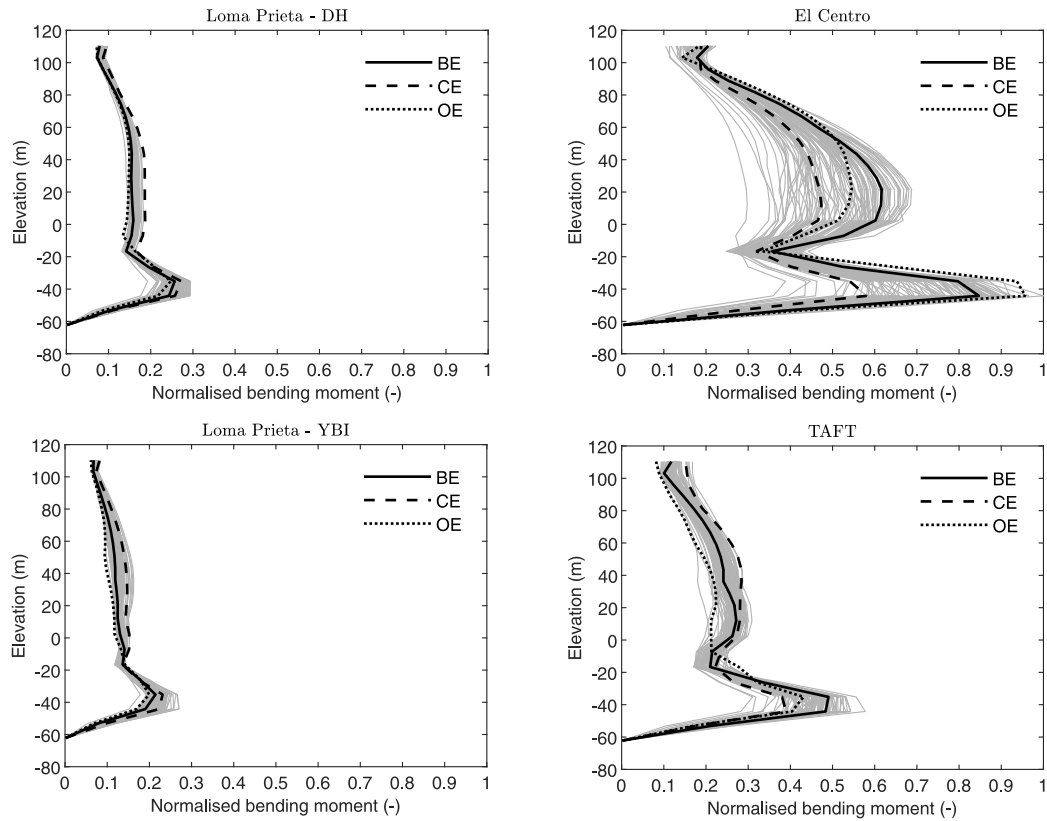 Loma Prieta - DH
120
100
80
60
40
20
0
-20
-40
-60
-80
Elevation (m)
BE
CE
OE
0 0.1 0.2 0.3 0.4 0.5 0.6 0.7 0.8 0.9 1
Normalised bending moment (-)
El Centro
120
100
80
60
40
20
0
-20
-40
-60
-80
Elevation (m)
BE
CE
OE
0 0.1 0.2 0.3 0.4 0.5 0.6 0.7 0.8 0.9 1
Normalised bending moment (-)
Loma Prieta - YBI
120
100
80
60
40
20
0
-20
-40
-60
-80
Elevation (m)
BE
CE
OE
0 0.1 0.2 0.3 0.4 0.5 0.6 0.7 0.8 0.9 1
Normalised bending moment (-)
TAFT
120
100
80
60
40
20
0
-20
-40
-60
-80
Elevation (m)
BE
CE
OE
0 0.1 0.2 0.3 0.4 0.5 0.6 0.7 0.8 0.9 1
Normalised bending moment (-)